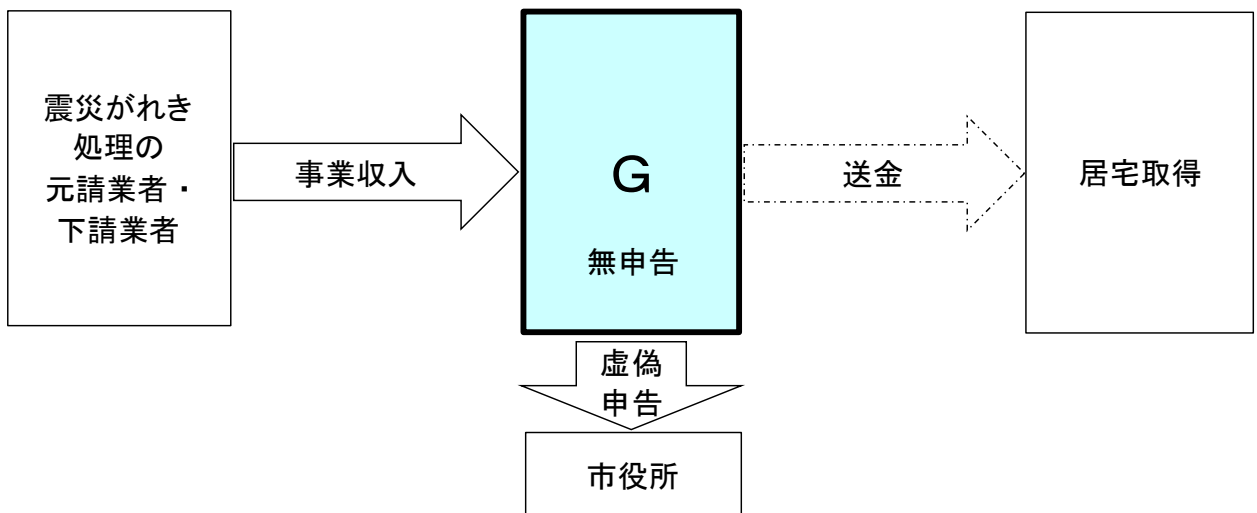 震災がれき
処理の
元請業者・
下請業者
事業収入
G
無申告
送金
居宅取得
虚偽
申告
市役所